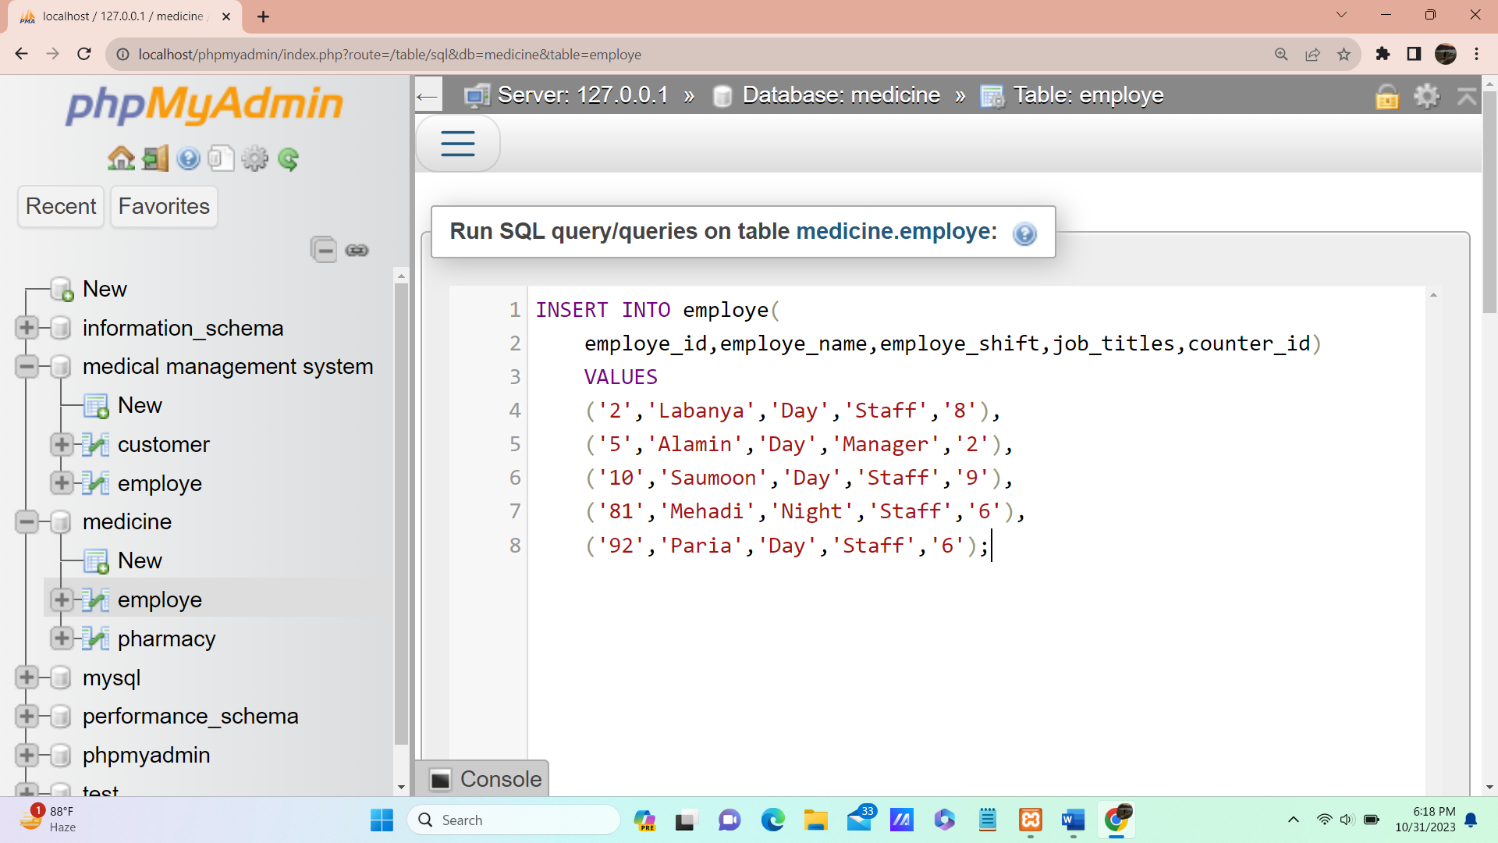 localhost / 127.0.0.1 / medicine
localhost/phpmyadmin/index.php?route=/table/sql&db=medicine&table=employe
phpMyAdmin
Recent
Favorites
New
information_schema
medical management system
New
customer
employe
medicine
New
employe
pharmacy
mysql
performance_schema
phpmyadmin
test
Server: 127.0.0.1 » Database: medicine » Table: employe
Run SQL query/queries on table medicine.employe:
1 INSERT INTO employe(
2 employe_id,employe_name,employe_shift,job_titles,counter_id)
3 VALUES
4 ('2','Labanya','Day','Staff','8'),
5 ('5','Alamin','Day','Manager','2'),
6 ('10','Saumoon','Day','Staff','9'),
7 ('81','Mehadi','Night','Staff','6'),
8 ('92','Paria','Day','Staff','6');
Console
1
88°F
Haze
Search
PRE
33
W
6:18 PM
10/31/2023